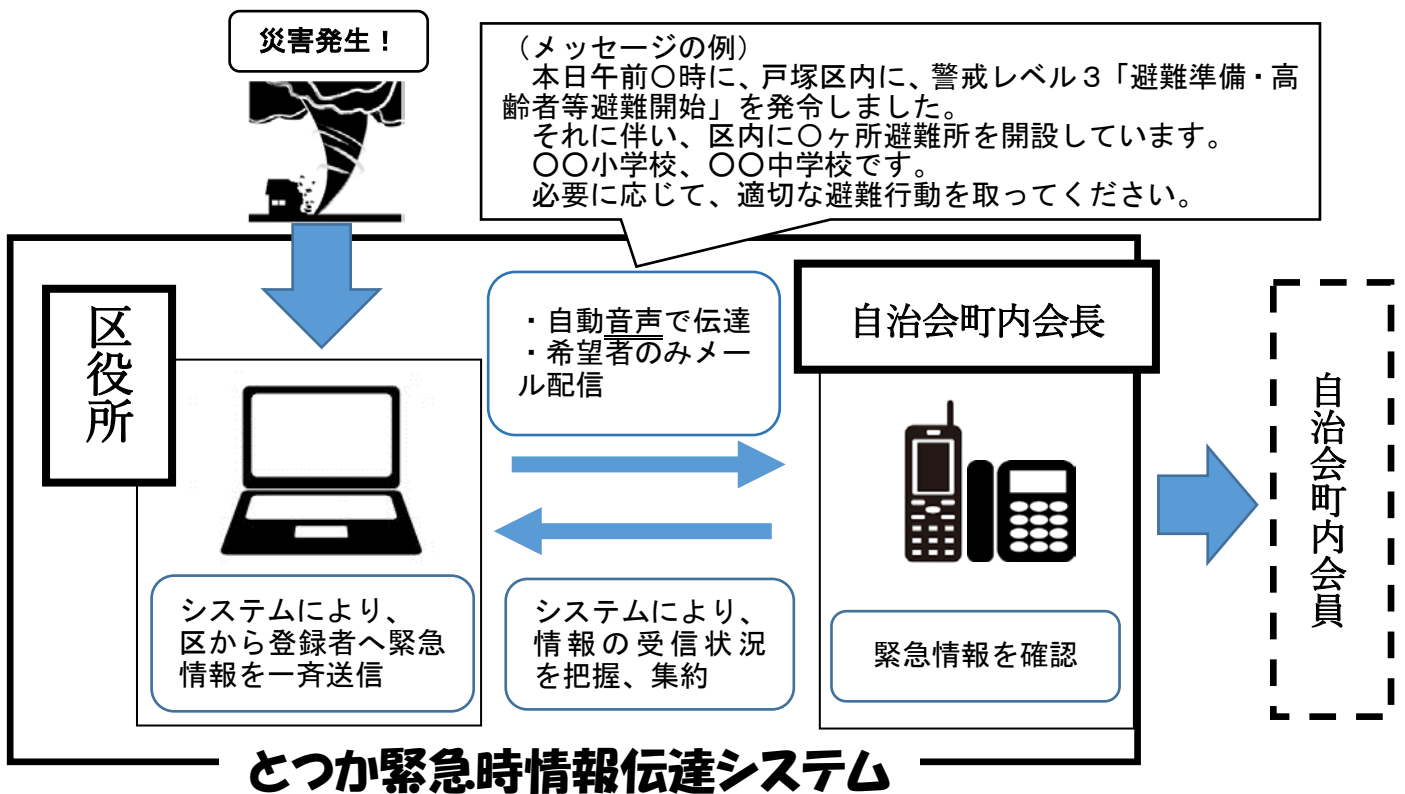 災害発生！
（メッセージの例）
本日午前〇時に、戸塚区内に、警戒レベル３「避難準備・高
齢者等避難開始」を発令しました。
それに伴い、区内に〇ヶ所避難所を開設しています。
〇〇小学校、〇〇中学校です。
必要に応じて、適切な避難行動を取ってください。
区役所
・自動音声で伝達
・希望者のみメー
ル配信
自治会町内会長
自治会町内会員
システムにより、
区から登録者へ緊急
情報を一斉送信
システムにより、
情報の受信状況
を把握、集約
緊急情報を確認
とつか緊急時情報伝達システム